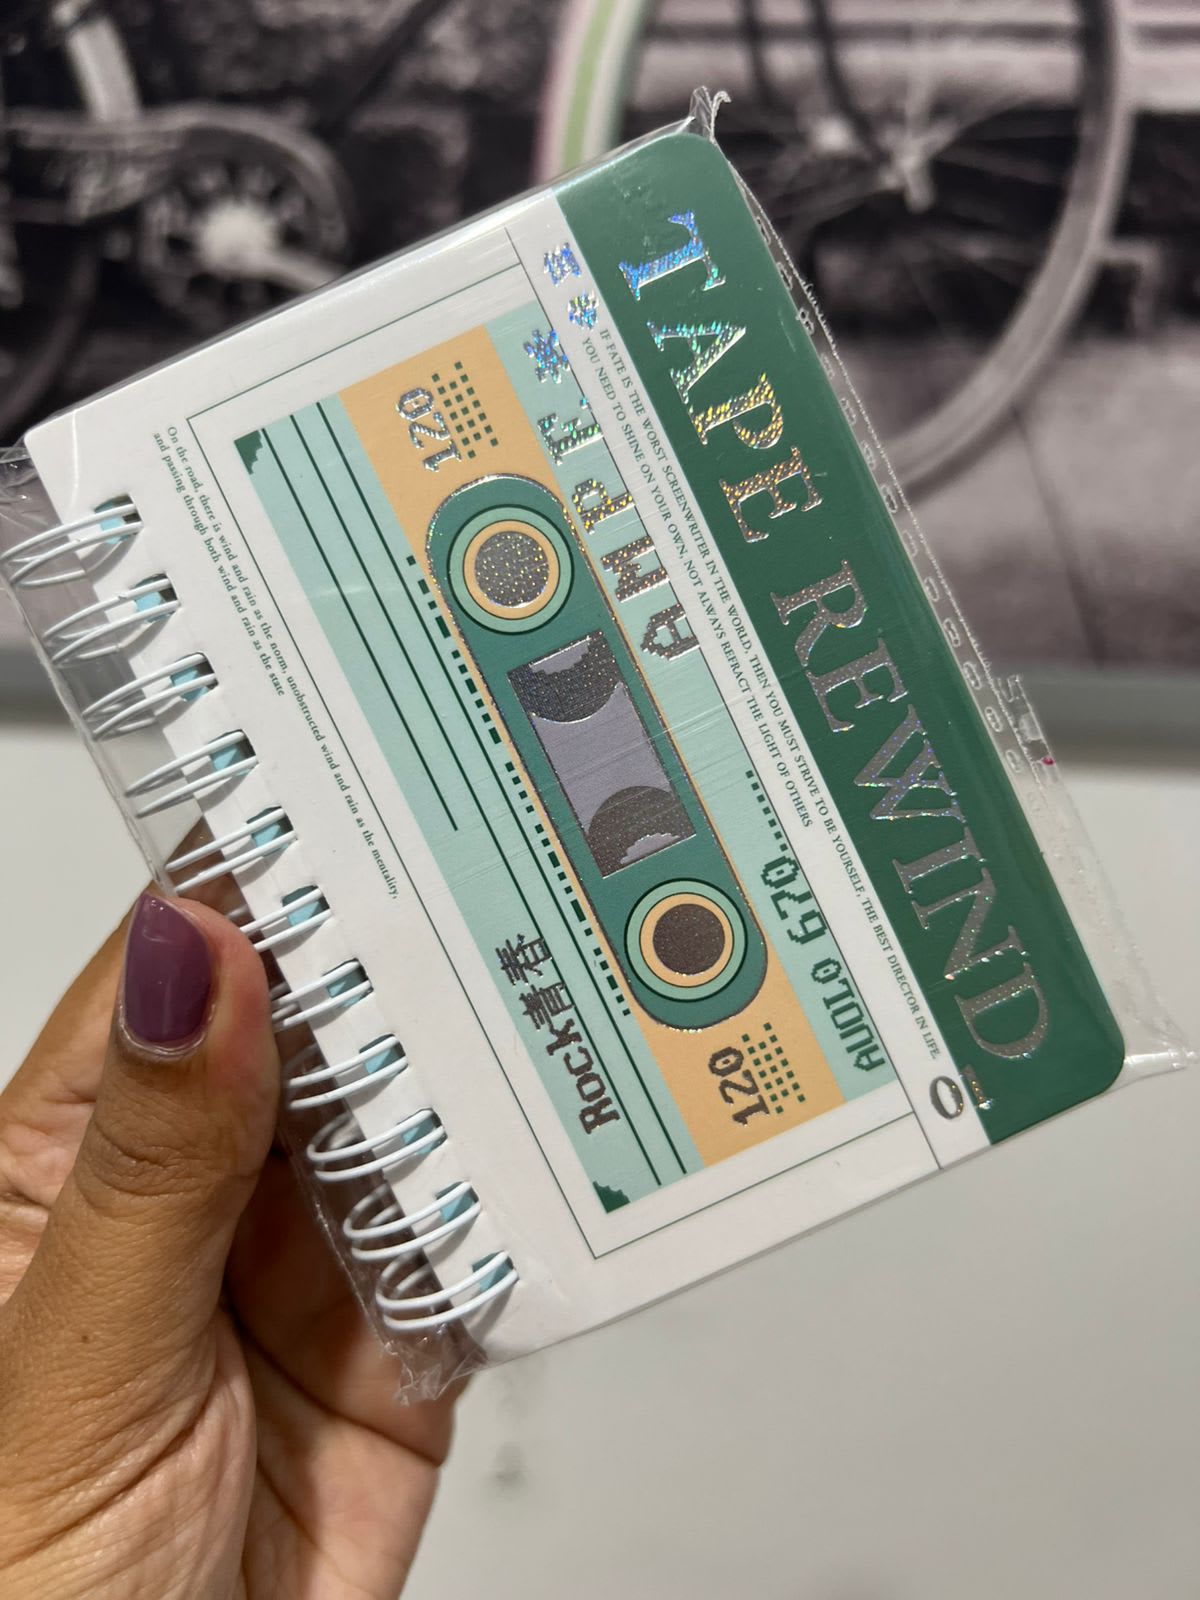 TAPE REWIND
IF FATE IS THE WORST SCREENWRITER IN THE WORLD, THEN YOU MUST STRIVE TO BE YOURSELF, THE BEST DIRECTOR IN LIFE.
YOU NEED TO SHINE ON YOUR OWN, NOT ALWAYS REFRACT THE LIGHT OF OTHERS
120
120
ROCK青春
On the road, there is wind and rain as the norm, unobstructed wind and rain as the mentality,
and passing through both wind and rain as the state